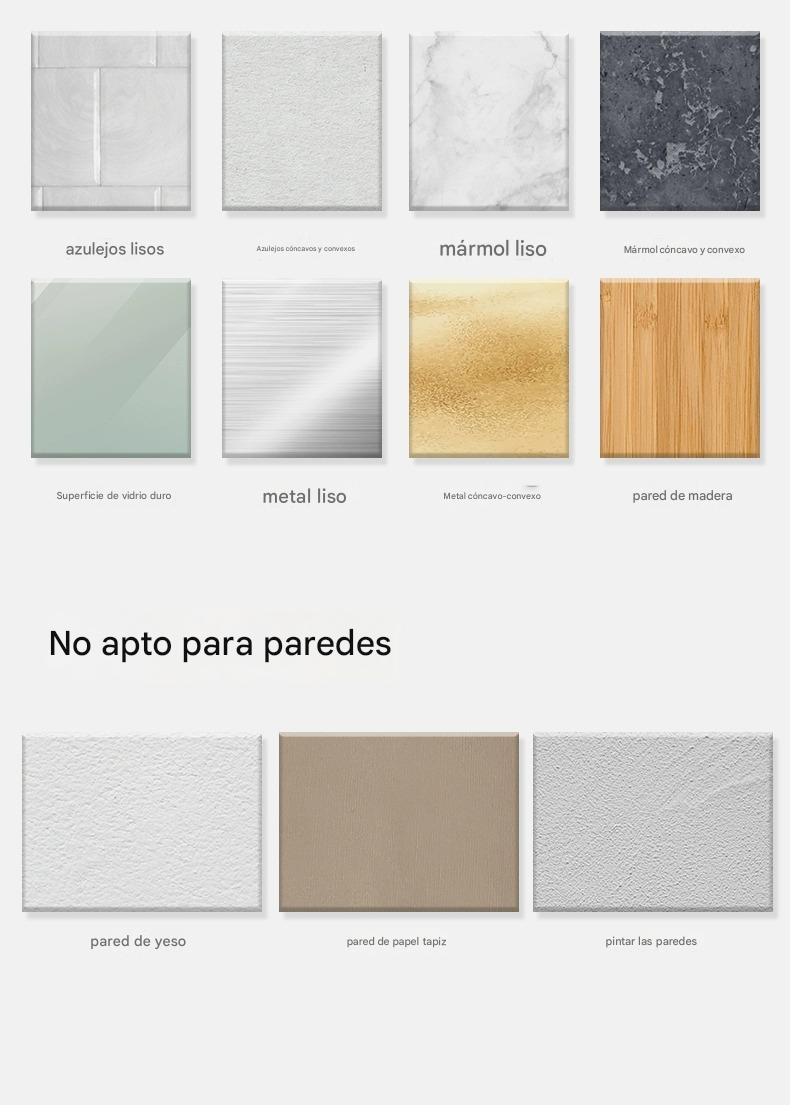 azulejos lisos
Azulejos cóncavos y convexos
mármol liso
Mármol cóncavo y convexo
Superficie de vidrio duro
metal liso
Metal cóncavo-convexo
pared de madera
No apto para paredes
pared de yeso
pared de papel tapiz
pintar las paredes